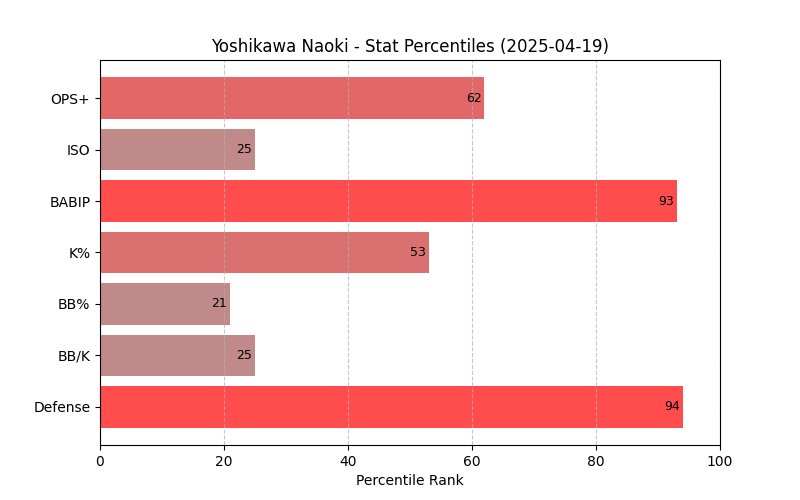 Yoshikawa Naoki - Stat Percentiles (2025-04-19)
OPS+ 62
ISO 25
BABIP 93
K% 53
BB% 21
BB/K 25
Defense 94
0 20 40 60 80 100
Percentile Rank